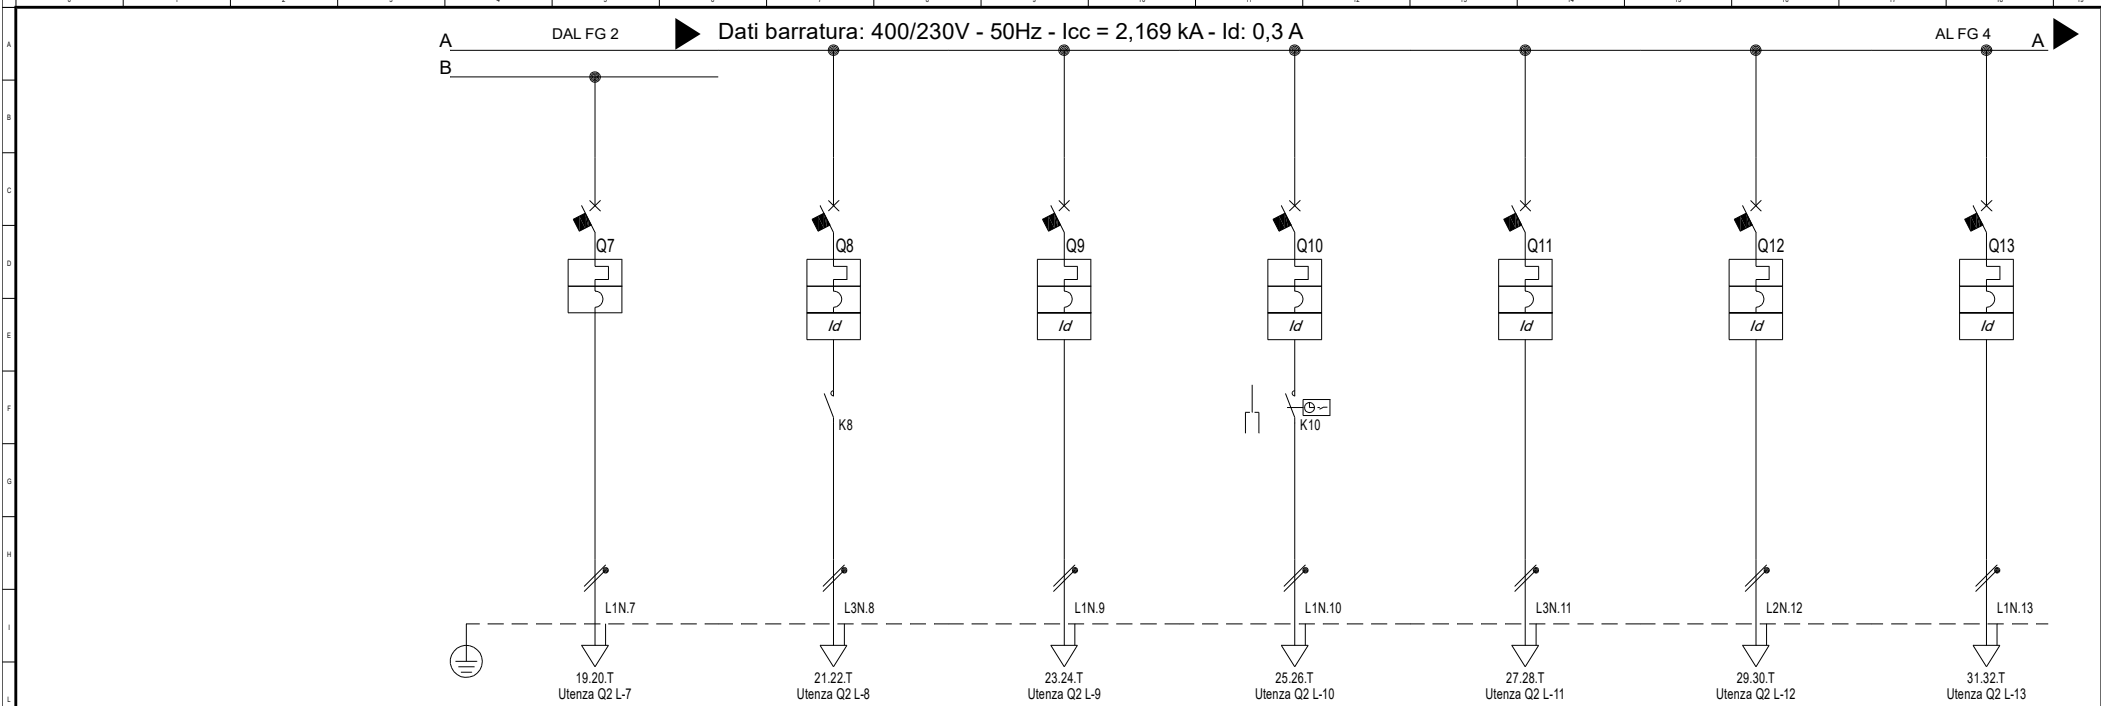 A DAL FG 2 Dati barratura: 400/230V - 50Hz - Icc = 2,169 kA - Id: 0,3 A AL FG 4 A
B
Q7 Q8 Q9 Q10 Q11 Q12 Q13
Id Id Id Id Id Id
K8 K10
L1N.7 L3N.8 L1N.9 L1N.10 L3N.11 L2N.12 L1N.13
19.20.T 21.22.T 23.24.T 25.26.T 27.28.T 29.30.T 31.32.T
Utenza Q2 L-7 Utenza Q2 L-8 Utenza Q2 L-9 Utenza Q2 L-10 Utenza Q2 L-11 Utenza Q2 L-12 Utenza Q2 L-13
A
B
C
D
E
F
G
H
I
L